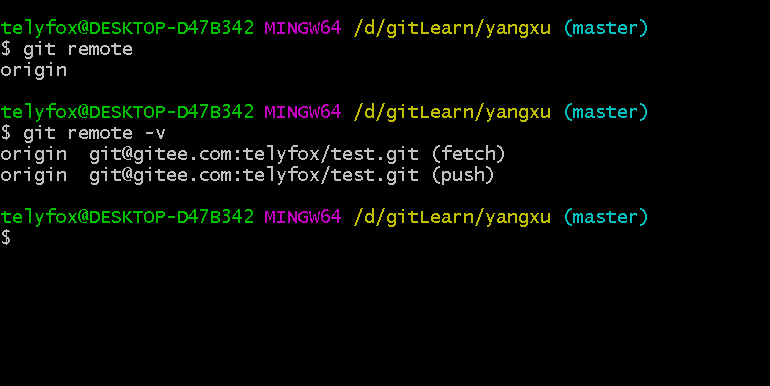 telyfox@DESKTOP-D47B342 MINGW64 /d/gitLearn/yangxu (master)
$ git remote
origin
telyfox@DESKTOP-D47B342 MINGW64 /d/gitLearn/yangxu (master)
$ git remote -v
origin  git@gitee.com:telyfox/test.git (fetch)
origin  git@gitee.com:telyfox/test.git (push)
telyfox@DESKTOP-D47B342 MINGW64 /d/gitLearn/yangxu (master)
$